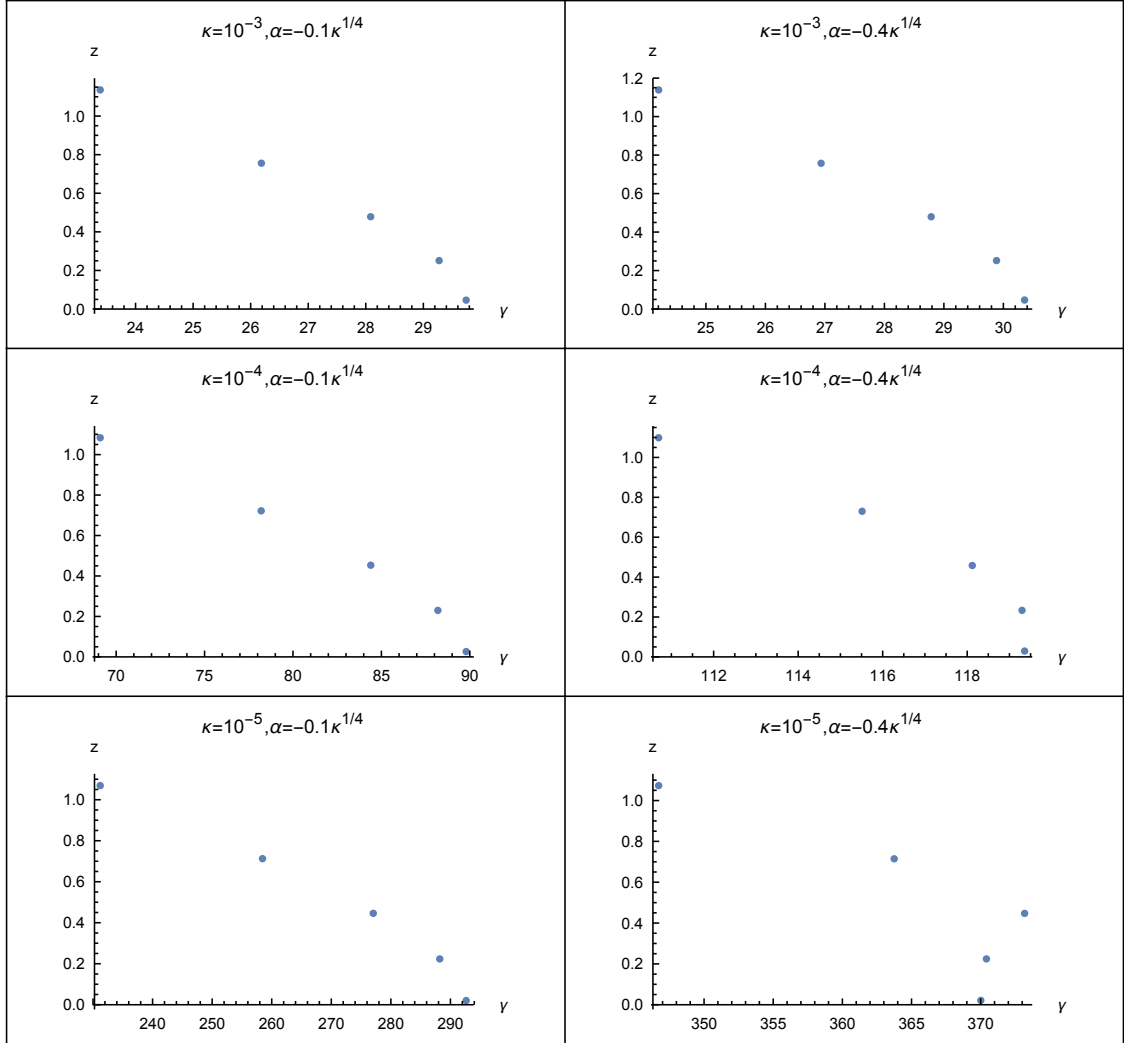 κ=10⁻³,α=−0.1κ^1/4
z
1.0
0.8
0.6
0.4
0.2
0.0
24 25 26 27 28 29
γ
κ=10⁻³,α=−0.4κ^1/4
z
1.2
1.0
0.8
0.6
0.4
0.2
0.0
25 26 27 28 29 30
γ
κ=10⁻⁴,α=−0.1κ^1/4
z
1.0
0.8
0.6
0.4
0.2
0.0
70 75 80 85 90
γ
κ=10⁻⁴,α=−0.4κ^1/4
z
1.0
0.8
0.6
0.4
0.2
0.0
112 114 116 118
γ
κ=10⁻⁵,α=−0.1κ^1/4
z
1.0
0.8
0.6
0.4
0.2
0.0
240 250 260 270 280 290
γ
κ=10⁻⁵,α=−0.4κ^1/4
z
1.0
0.8
0.6
0.4
0.2
0.0
350 355 360 365 370
γ